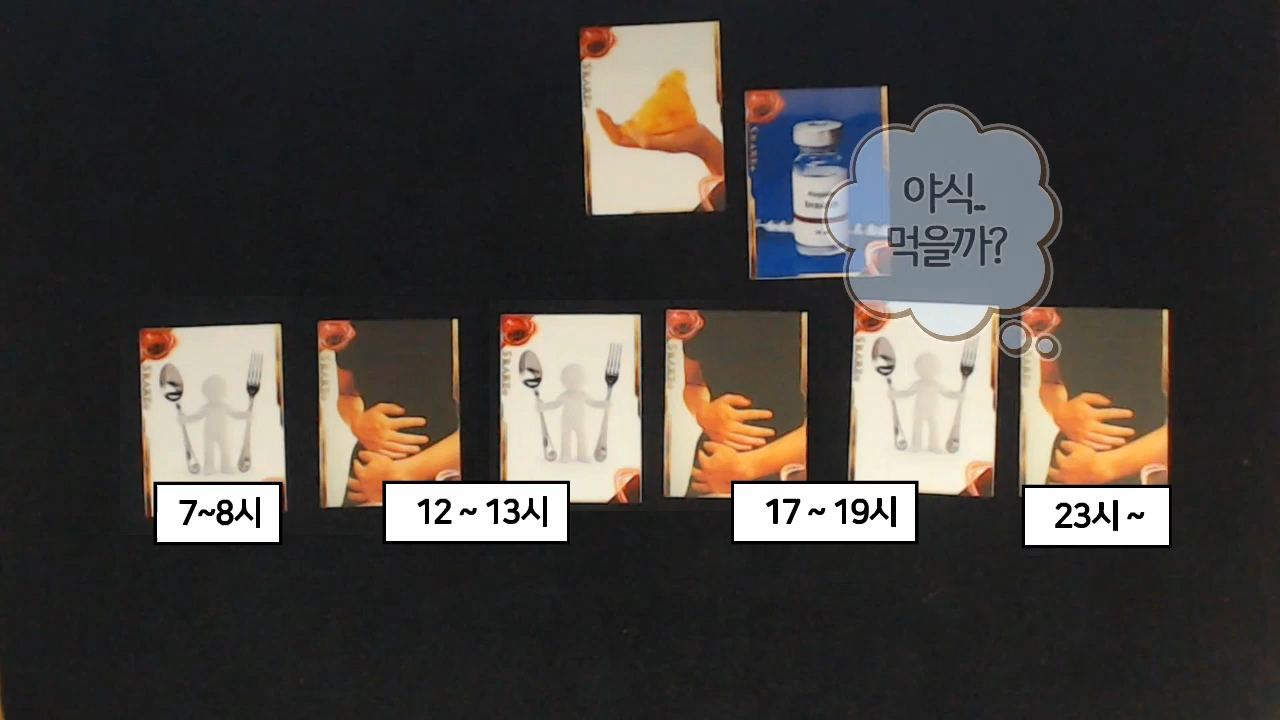 야식..
먹을까?
7~8시
12 ~ 13시
17 ~ 19시
23시 ~